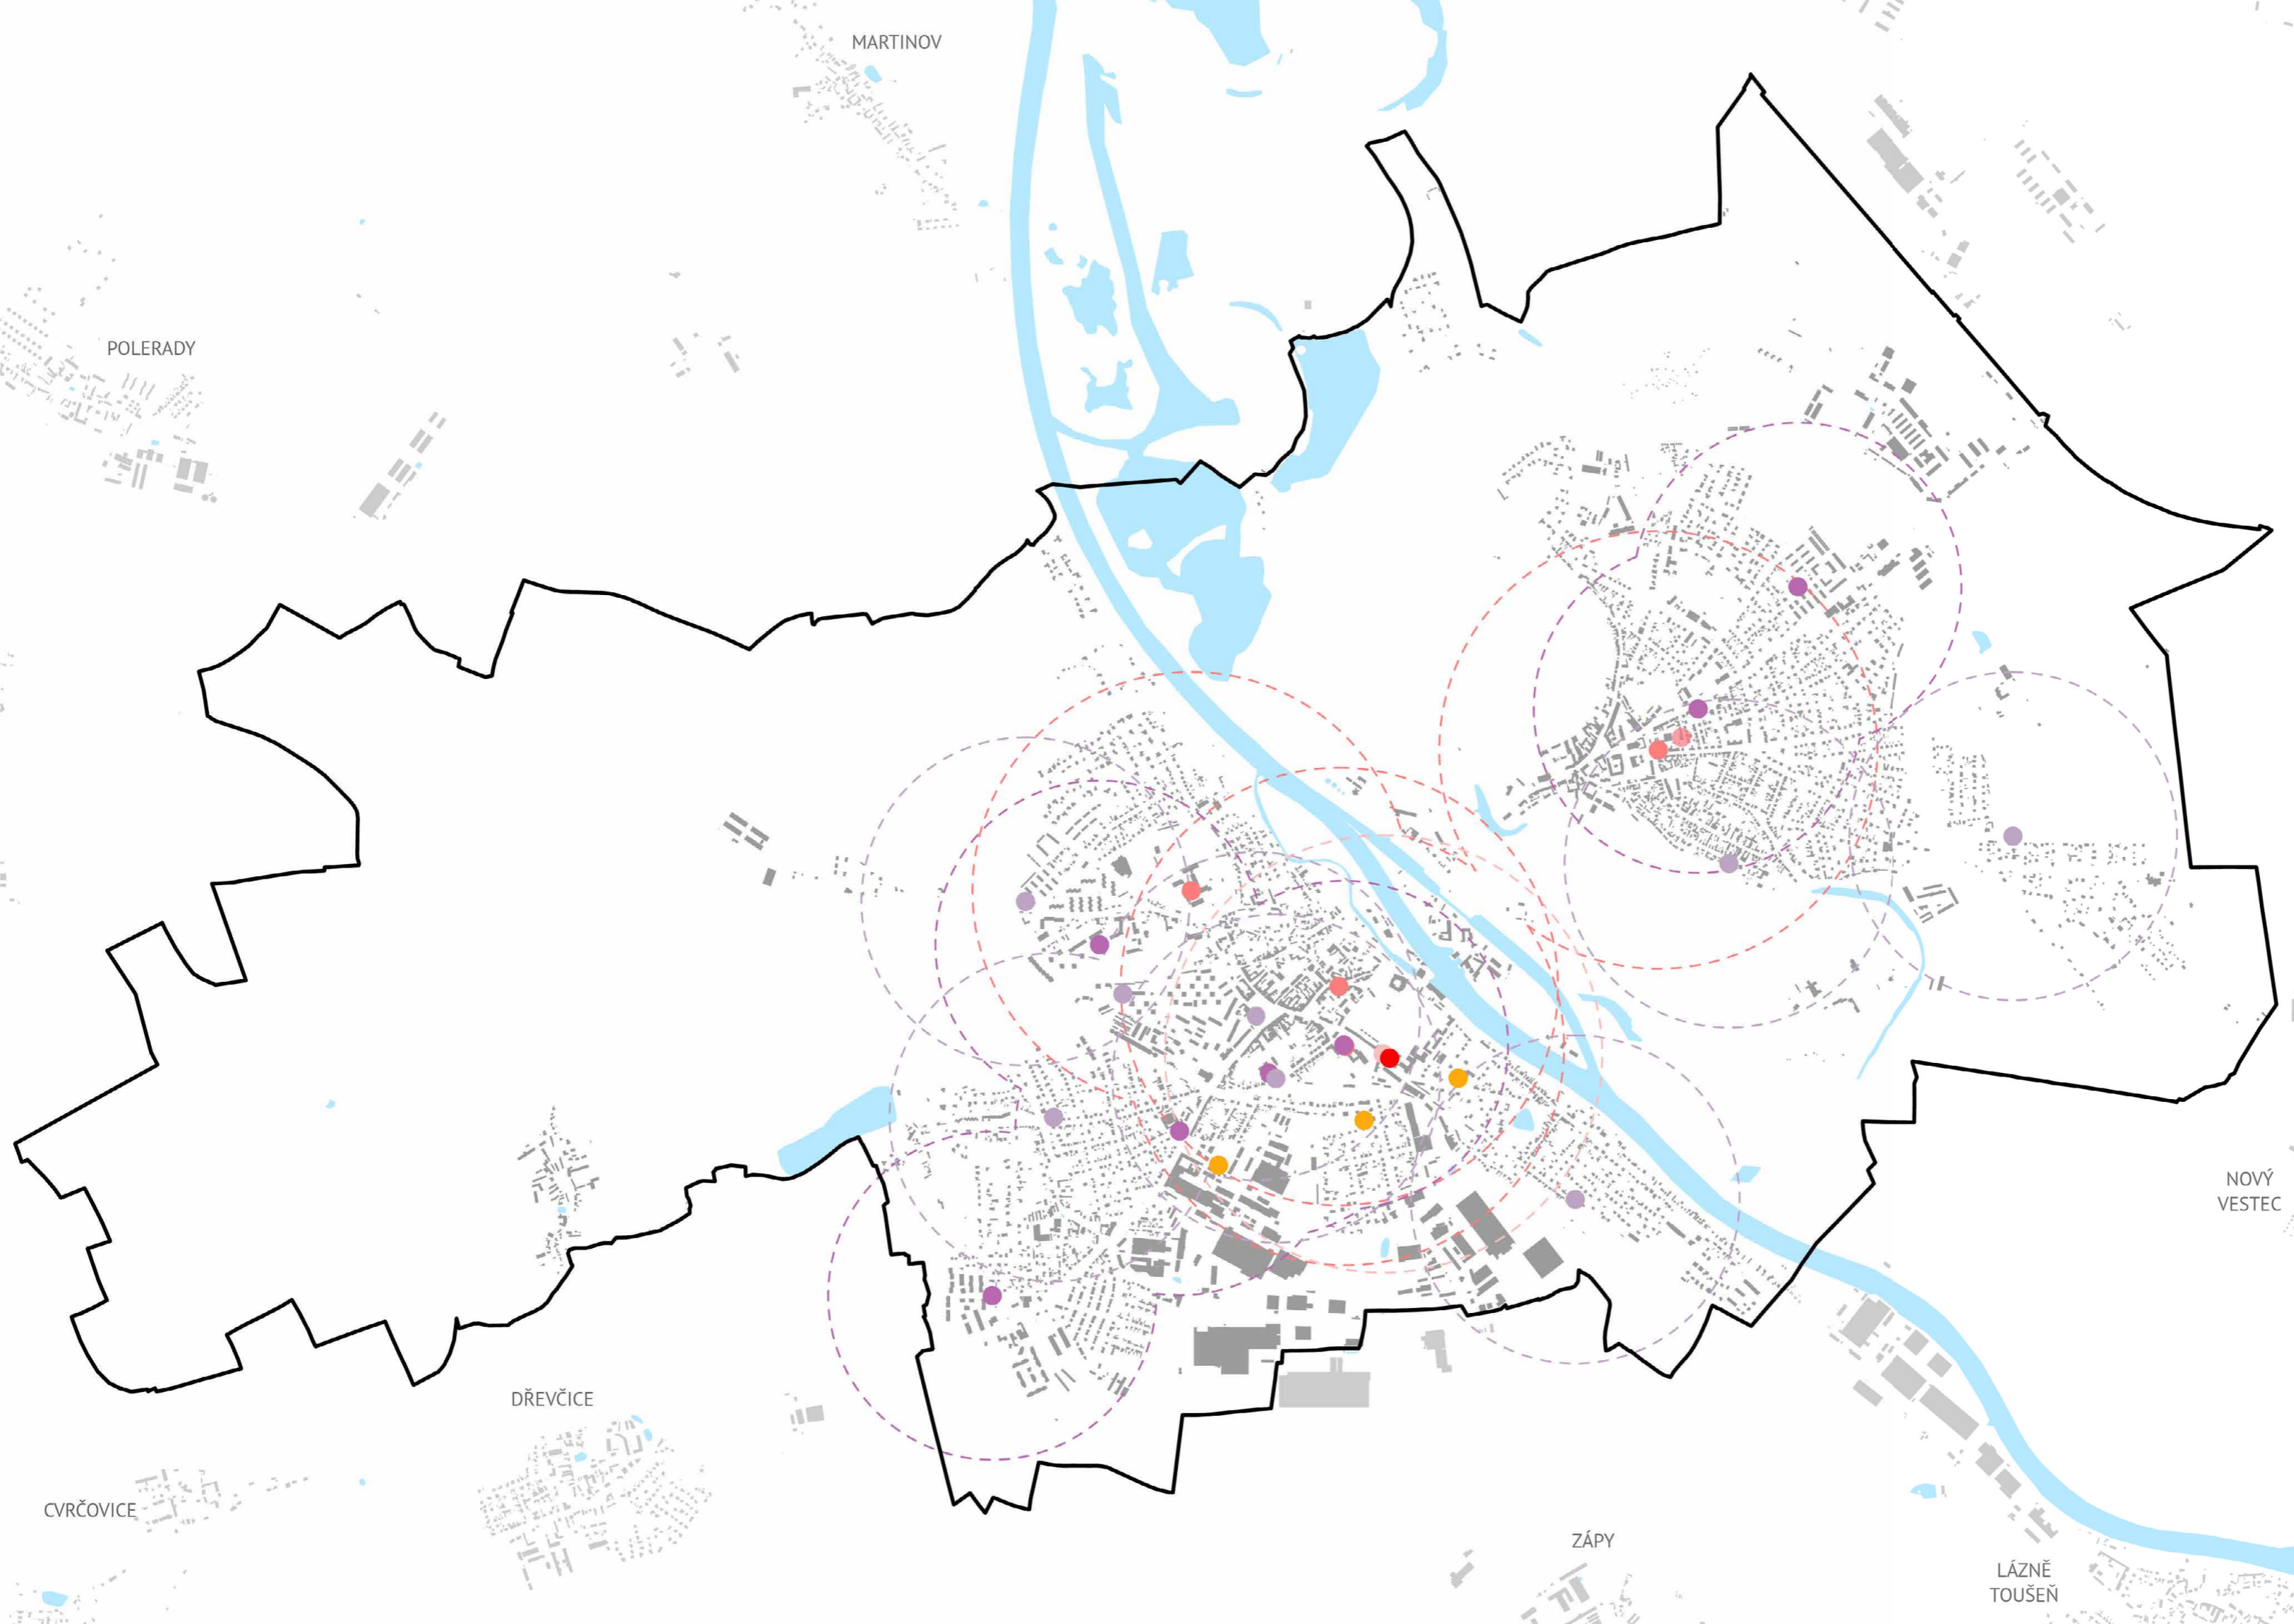 MARTINOV
POLERADY
NOVÝ
VESTEC
DŘEVČICE
CVRČOVICE
ZÁPY
LÁZNĚ
TOUŠEŇ